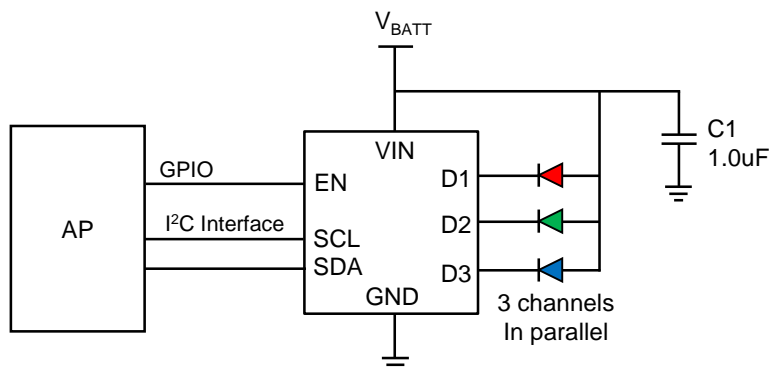 V_BATT
AP
GPIO
I²C Interface
VIN
EN
SCL
SDA
GND
D1
D2
D3
C1
1.0uF
3 channels
In parallel